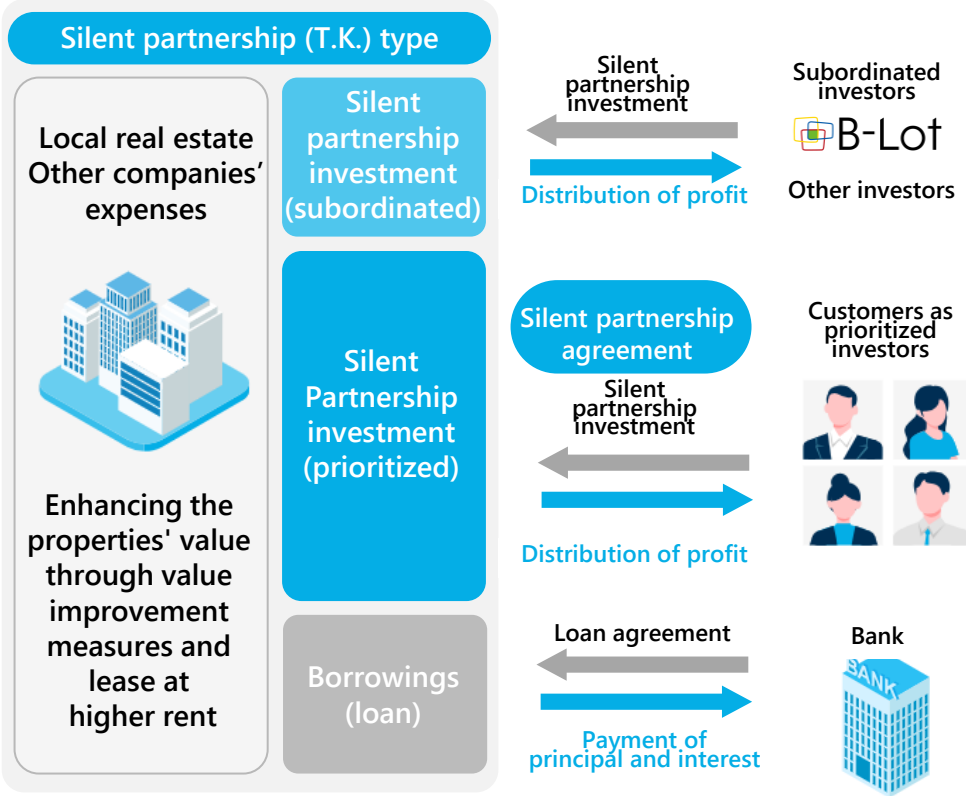 Silent partnership (T.K.) type
Local real estate
Other companies’
expenses
Enhancing the
properties' value
through value
improvement
measures and
lease at
higher rent
Silent
partnership
investment
(subordinated)
Silent
Partnership
investment
(prioritized)
Borrowings
(loan)
Silent
partnership
investment
Distribution of profit
Subordinated
investors
B-Lot
Other investors
Silent partnership
agreement
Silent
partnership
investment
Distribution of profit
Customers as
prioritized
investors
Loan agreement
Payment of
principal and interest
Bank
BANK